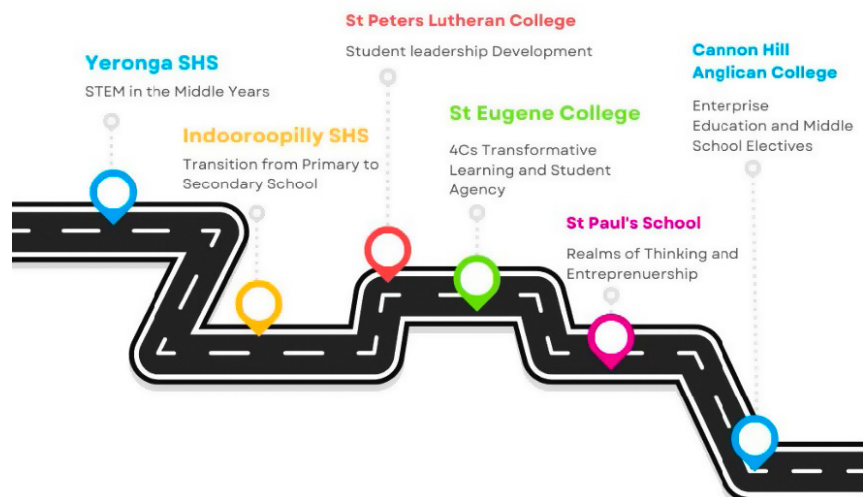 Yeronga SHS
STEM in the Middle Years
Indooroopilly SHS
Transition from Primary to
Secondary School
St Peters Lutheran College
Student leadership Development
St Eugene College
4Cs Transformative
Learning and Student
Agency
St Paul's School
Realms of Thinking and
Entreprenuership
Cannon Hill
Anglican College
Enterprise
Education and Middle
School Electives